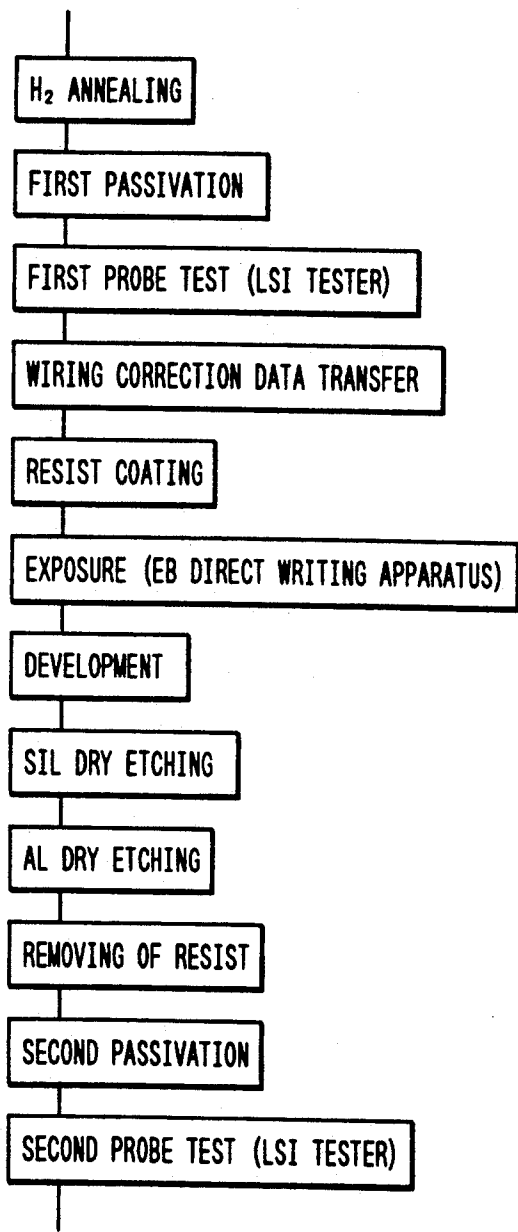 H₂ ANNEALING
FIRST PASSIVATION
FIRST PROBE TEST (LSI TESTER)
WIRING CORRECTION DATA TRANSFER
RESIST COATING
EXPOSURE (EB DIRECT WRITING APPARATUS)
DEVELOPMENT
SIL DRY ETCHING
AL DRY ETCHING
REMOVING OF RESIST
SECOND PASSIVATION
SECOND PROBE TEST (LSI TESTER)